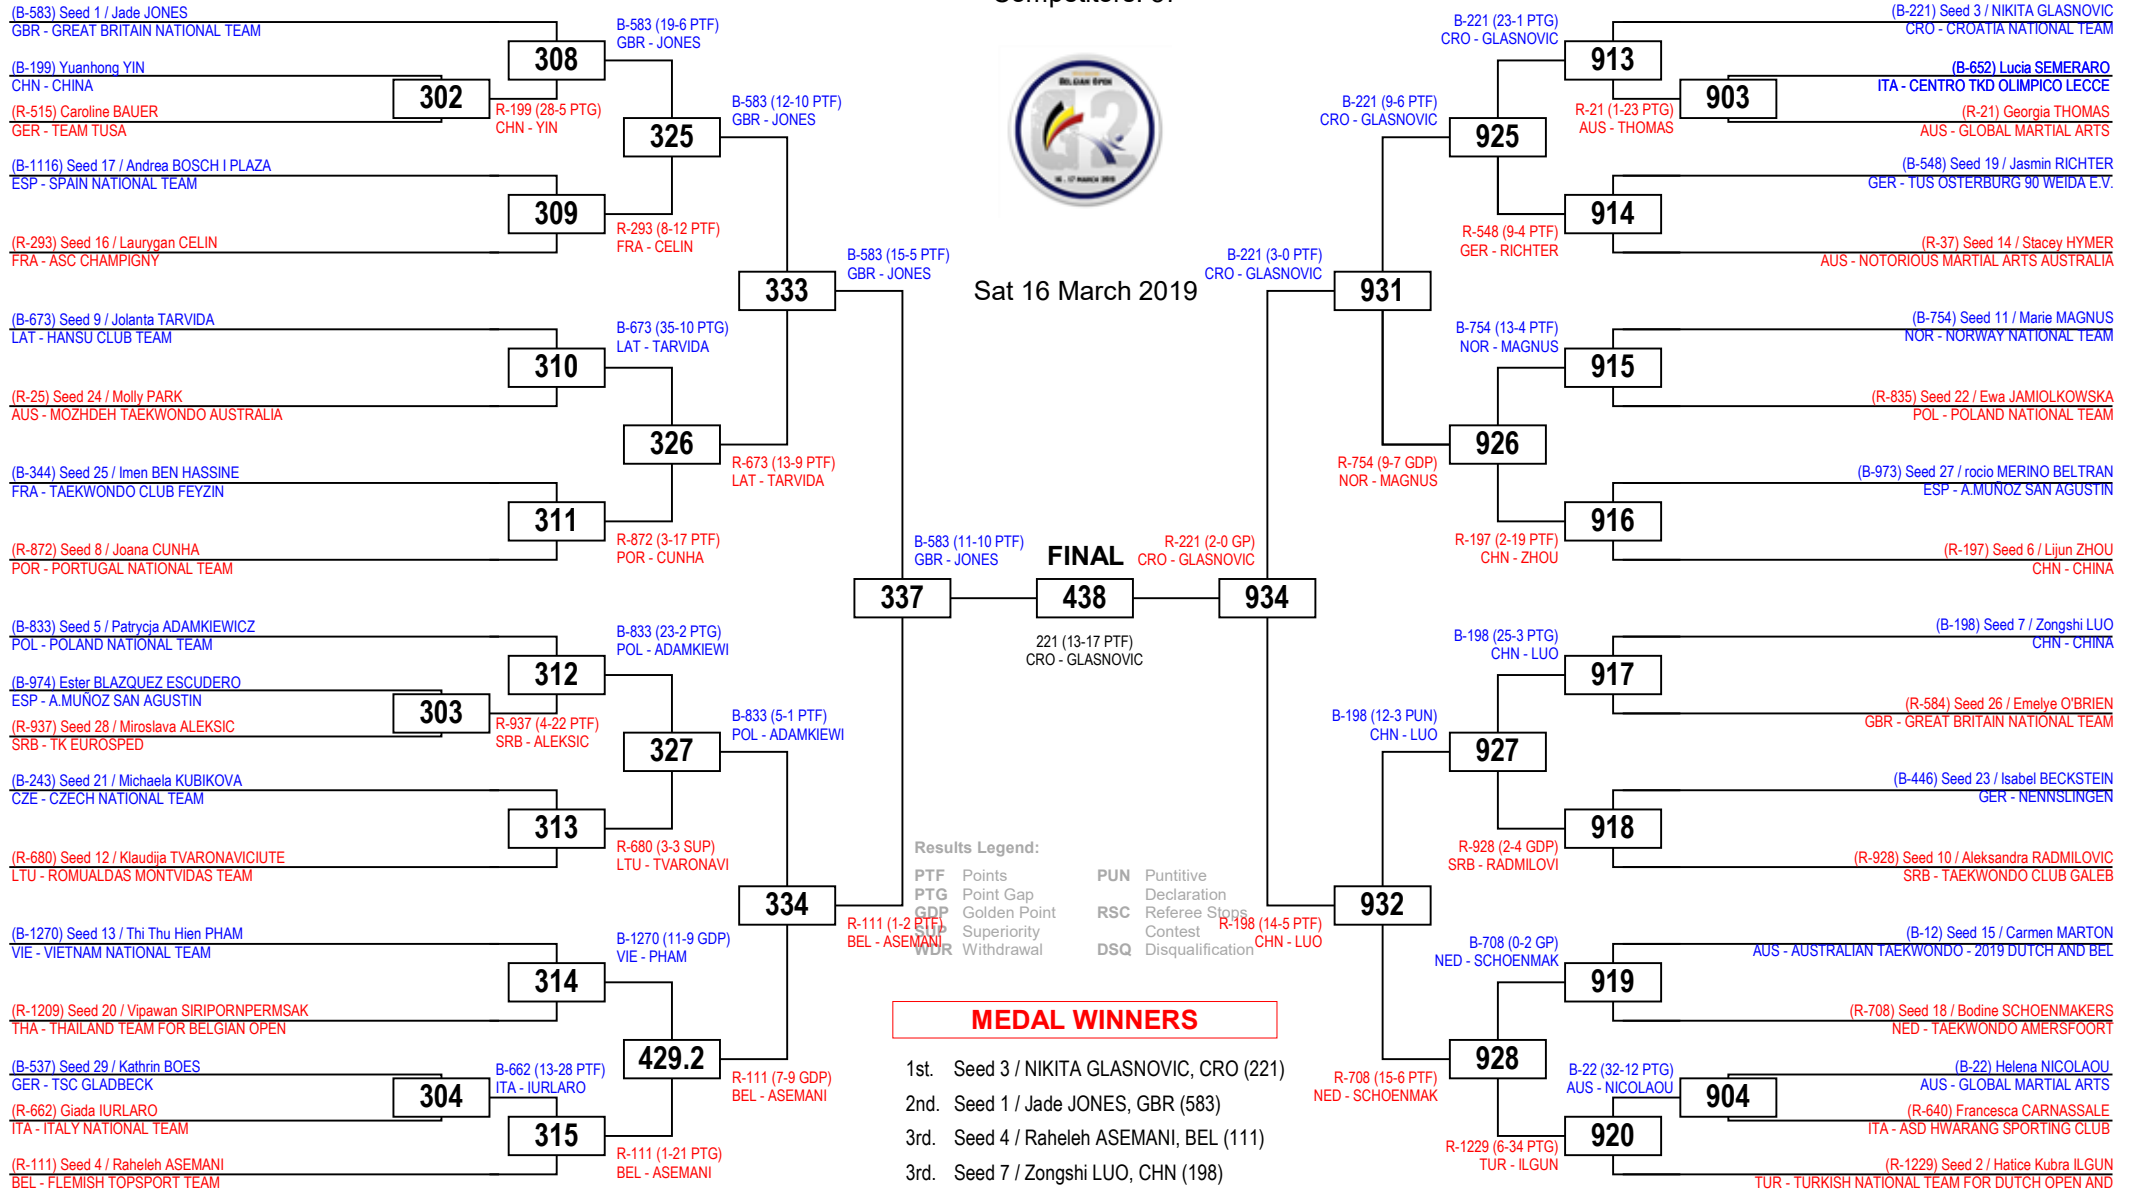 (B-583) Seed 1 / Jade JONES
GBR - GREAT BRITAIN NATIONAL TEAM
(B-199) Yuanhong YIN
CHN - CHINA
(R-515) Caroline BAUER
GER - TEAM TUSA
(B-1116) Seed 17 / Andrea BOSCH I PLAZA
ESP - SPAIN NATIONAL TEAM
(R-293) Seed 16 / Laurygan CELIN
FRA - ASC CHAMPIGNY
(B-673) Seed 9 / Jolanta TARVIDA
LAT - HANSU CLUB TEAM
(R-25) Seed 24 / Molly PARK
AUS - MOZHDEH TAEKWONDO AUSTRALIA
(B-344) Seed 25 / Imen BEN HASSINE
FRA - TAEKWONDO CLUB FEYZIN
(R-872) Seed 8 / Joana CUNHA
POR - PORTUGAL NATIONAL TEAM
(B-833) Seed 5 / Patrycja ADAMKIEWICZ
POL - POLAND NATIONAL TEAM
(B-974) Ester BLAZQUEZ ESCUDERO
ESP - A.MUÑOZ SAN AGUSTIN
(R-937) Seed 28 / Miroslava ALEKSIC
SRB - TK EUROSPED
(B-243) Seed 21 / Michaela KUBIKOVA
CZE - CZECH NATIONAL TEAM
(R-680) Seed 12 / Klaudija TVARONAVICIUTE
LTU - ROMUALDAS MONTVIDAS TEAM
(B-1270) Seed 13 / Thi Thu Hien PHAM
VIE - VIETNAM NATIONAL TEAM
(R-1209) Seed 20 / Vipawan SIRIPORNPERMSAK
THA - THAILAND TEAM FOR BELGIAN OPEN
(B-537) Seed 29 / Kathrin BOES
GER - TSC GLADBECK
(R-662) Giada IURLARO
ITA - ITALY NATIONAL TEAM
(R-111) Seed 4 / Raheleh ASEMANI
BEL - FLEMISH TOPSPORT TEAM
302
303
304
R-199 (28-5 PTG)
CHN - YIN
R-937 (4-22 PTF)
SRB - ALEKSIC
B-662 (13-28 PTF)
ITA - IURLARO
308
309
310
311
312
313
314
315
B-583 (19-6 PTF)
GBR - JONES
R-293 (8-12 PTF)
FRA - CELIN
B-673 (35-10 PTG)
LAT - TARVIDA
R-872 (3-17 PTF)
POR - CUNHA
B-833 (23-2 PTG)
POL - ADAMKIEWI
R-680 (3-3 SUP)
LTU - TVARONAVI
B-1270 (11-9 GDP)
VIE - PHAM
R-111 (1-21 PTG)
BEL - ASEMANI
325
326
327
429.2
B-583 (12-10 PTF)
GBR - JONES
R-673 (13-9 PTF)
LAT - TARVIDA
B-833 (5-1 PTF)
POL - ADAMKIEWI
R-111 (7-9 GDP)
BEL - ASEMANI
333
334
B-583 (15-5 PTF)
GBR - JONES
R-111 (1-2 PTF)
BEL - ASEMANI
337
B-583 (11-10 PTF)
GBR - JONES
BELGIAN OPEN
G2
16 - 17 MARCH 2019
Sat 16 March 2019
FINAL
438
221 (13-17 PTF)
CRO - GLASNOVIC
Results Legend:
PTF Points
PTG Point Gap
GDP Golden Point
SUP Superiority
WDR Withdrawal
PUN Puntitive
Declaration
RSC Referee Stops
Contest
DSQ Disqualification
MEDAL WINNERS
1st. Seed 3 / NIKITA GLASNOVIC, CRO (221)
2nd. Seed 1 / Jade JONES, GBR (583)
3rd. Seed 4 / Raheleh ASEMANI, BEL (111)
3rd. Seed 7 / Zongshi LUO, CHN (198)
R-221 (2-0 GP)
CRO - GLASNOVIC
934
B-221 (3-0 PTF)
CRO - GLASNOVIC
R-198 (14-5 PTF)
CHN - LUO
931
932
B-221 (9-6 PTF)
CRO - GLASNOVIC
R-754 (9-7 GDP)
NOR - MAGNUS
B-198 (12-3 PUN)
CHN - LUO
R-708 (15-6 PTF)
NED - SCHOENMAK
925
926
927
928
B-221 (23-1 PTG)
CRO - GLASNOVIC
R-548 (9-4 PTF)
GER - RICHTER
B-754 (13-4 PTF)
NOR - MAGNUS
R-197 (2-19 PTF)
CHN - ZHOU
B-198 (25-3 PTG)
CHN - LUO
R-928 (2-4 GDP)
SRB - RADMILOVI
B-708 (0-2 GP)
NED - SCHOENMAK
R-1229 (6-34 PTG)
TUR - ILGUN
913
914
915
916
917
918
919
920
R-21 (1-23 PTG)
AUS - THOMAS
B-22 (32-12 PTG)
AUS - NICOLAOU
903
904
(B-221) Seed 3 / NIKITA GLASNOVIC
CRO - CROATIA NATIONAL TEAM
(B-652) Lucia SEMERARO
ITA - CENTRO TKD OLIMPICO LECCE
(R-21) Georgia THOMAS
AUS - GLOBAL MARTIAL ARTS
(B-548) Seed 19 / Jasmin RICHTER
GER - TUS OSTERBURG 90 WEIDA E.V.
(R-37) Seed 14 / Stacey HYMER
AUS - NOTORIOUS MARTIAL ARTS AUSTRALIA
(B-754) Seed 11 / Marie MAGNUS
NOR - NORWAY NATIONAL TEAM
(R-835) Seed 22 / Ewa JAMIOLKOWSKA
POL - POLAND NATIONAL TEAM
(B-973) Seed 27 / rocio MERINO BELTRAN
ESP - A.MUÑOZ SAN AGUSTIN
(R-197) Seed 6 / Lijun ZHOU
CHN - CHINA
(B-198) Seed 7 / Zongshi LUO
CHN - CHINA
(R-584) Seed 26 / Emelye O'BRIEN
GBR - GREAT BRITAIN NATIONAL TEAM
(B-446) Seed 23 / Isabel BECKSTEIN
GER - NENNSLINGEN
(R-928) Seed 10 / Aleksandra RADMILOVIC
SRB - TAEKWONDO CLUB GALEB
(B-12) Seed 15 / Carmen MARTON
AUS - AUSTRALIAN TAEKWONDO - 2019 DUTCH AND BEL
(R-708) Seed 18 / Bodine SCHOENMAKERS
NED - TAEKWONDO AMERSFOORT
(B-22) Helena NICOLAOU
AUS - GLOBAL MARTIAL ARTS
(R-640) Francesca CARNASSALE
ITA - ASD HWARANG SPORTING CLUB
(R-1229) Seed 2 / Hatice Kubra ILGUN
TUR - TURKISH NATIONAL TEAM FOR DUTCH OPEN AND